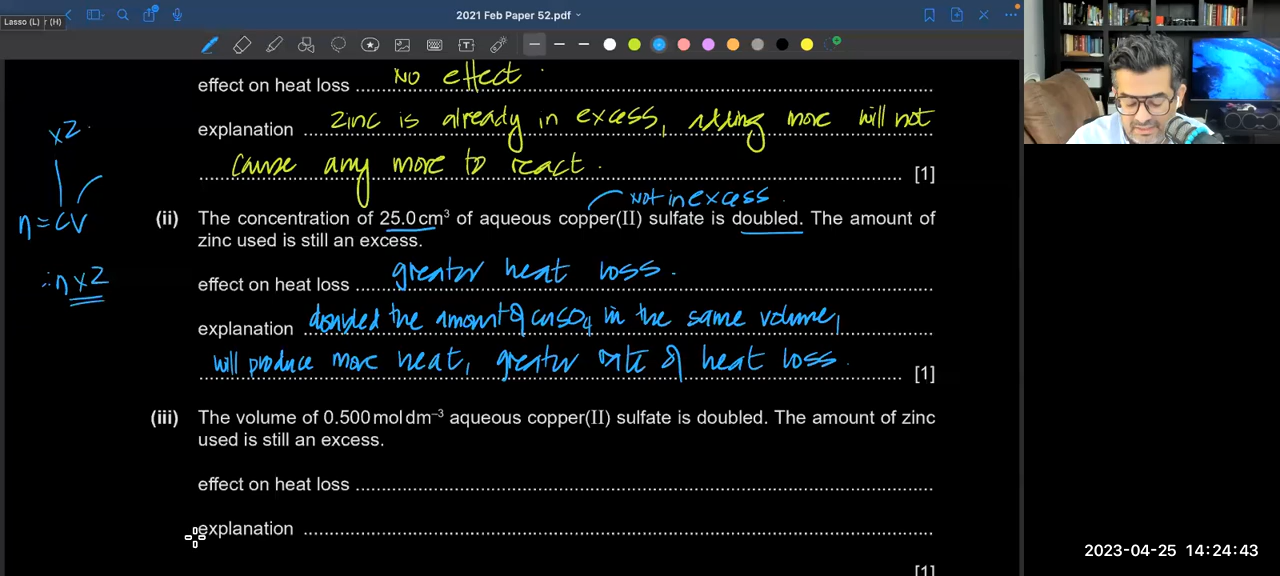 2021 Feb Paper 52.pdf
Lasso (L)
r (H)
effect on heat loss No effect.
explanation zinc is already in excess, adding more will not
cause any more to react. [1]
x2
n=CV
∴n x2
not in excess
(ii) The concentration of 25.0 cm³ of aqueous copper(II) sulfate is doubled. The amount of
zinc used is still an excess.
effect on heat loss greater heat loss.
explanation doubled the amount of CuSO4 in the same volume,
will produce more heat, greater rate of heat loss. [1]
(iii) The volume of 0.500 mol dm⁻³ aqueous copper(II) sulfate is doubled. The amount of zinc
used is still an excess.
effect on heat loss
explanation
[1]
2023-04-25 14:24:43